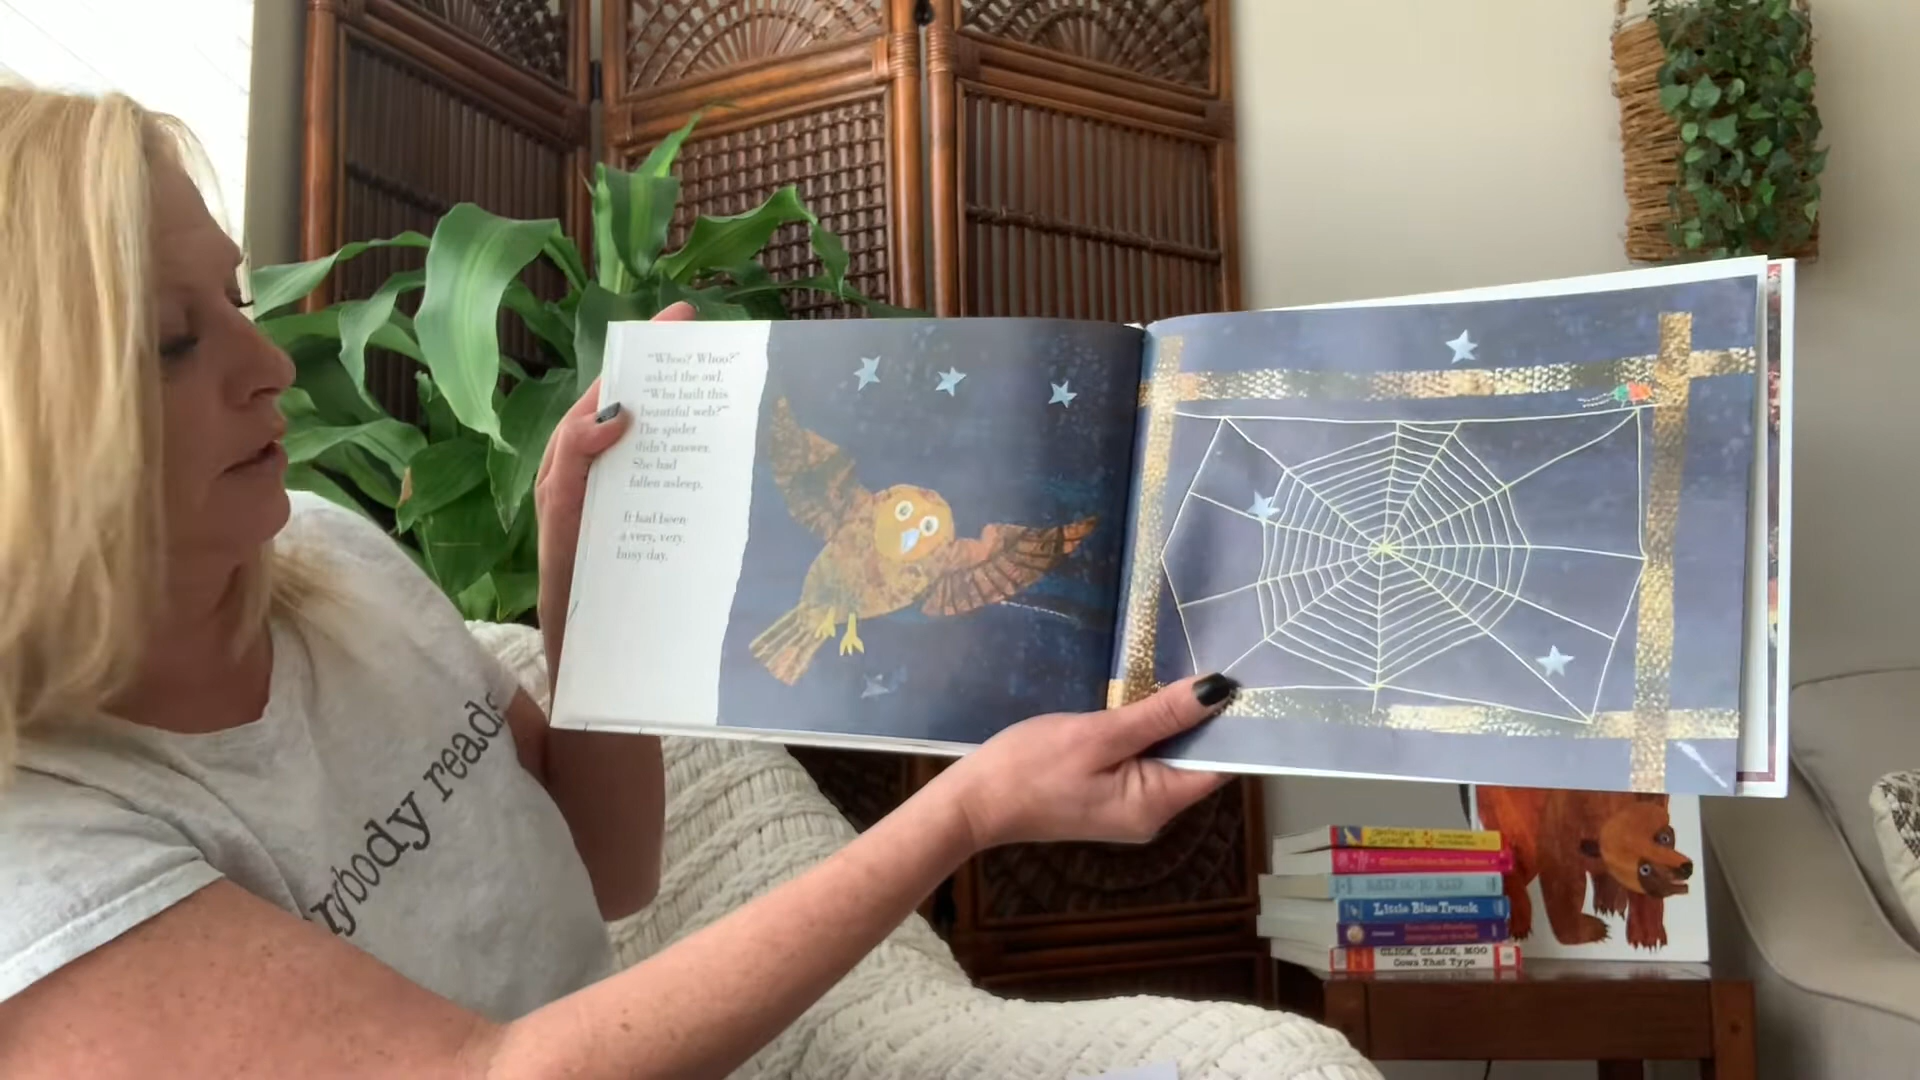 "Whoo? Whoo?"
asked the owl.
"Who built this
beautiful web?"
The spider
didn't answer.
She had
fallen asleep.
It had been
a very, very
busy day.
rybody reads
Little Blue Truck
CLICK, CLACK, MOO
Cows That Type